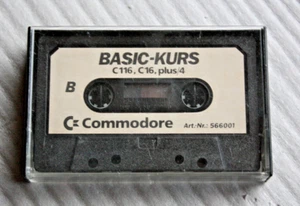 BASIC-KURS
C116, C16, plus/4
B
Commodore
Art.-Nr.: 566001